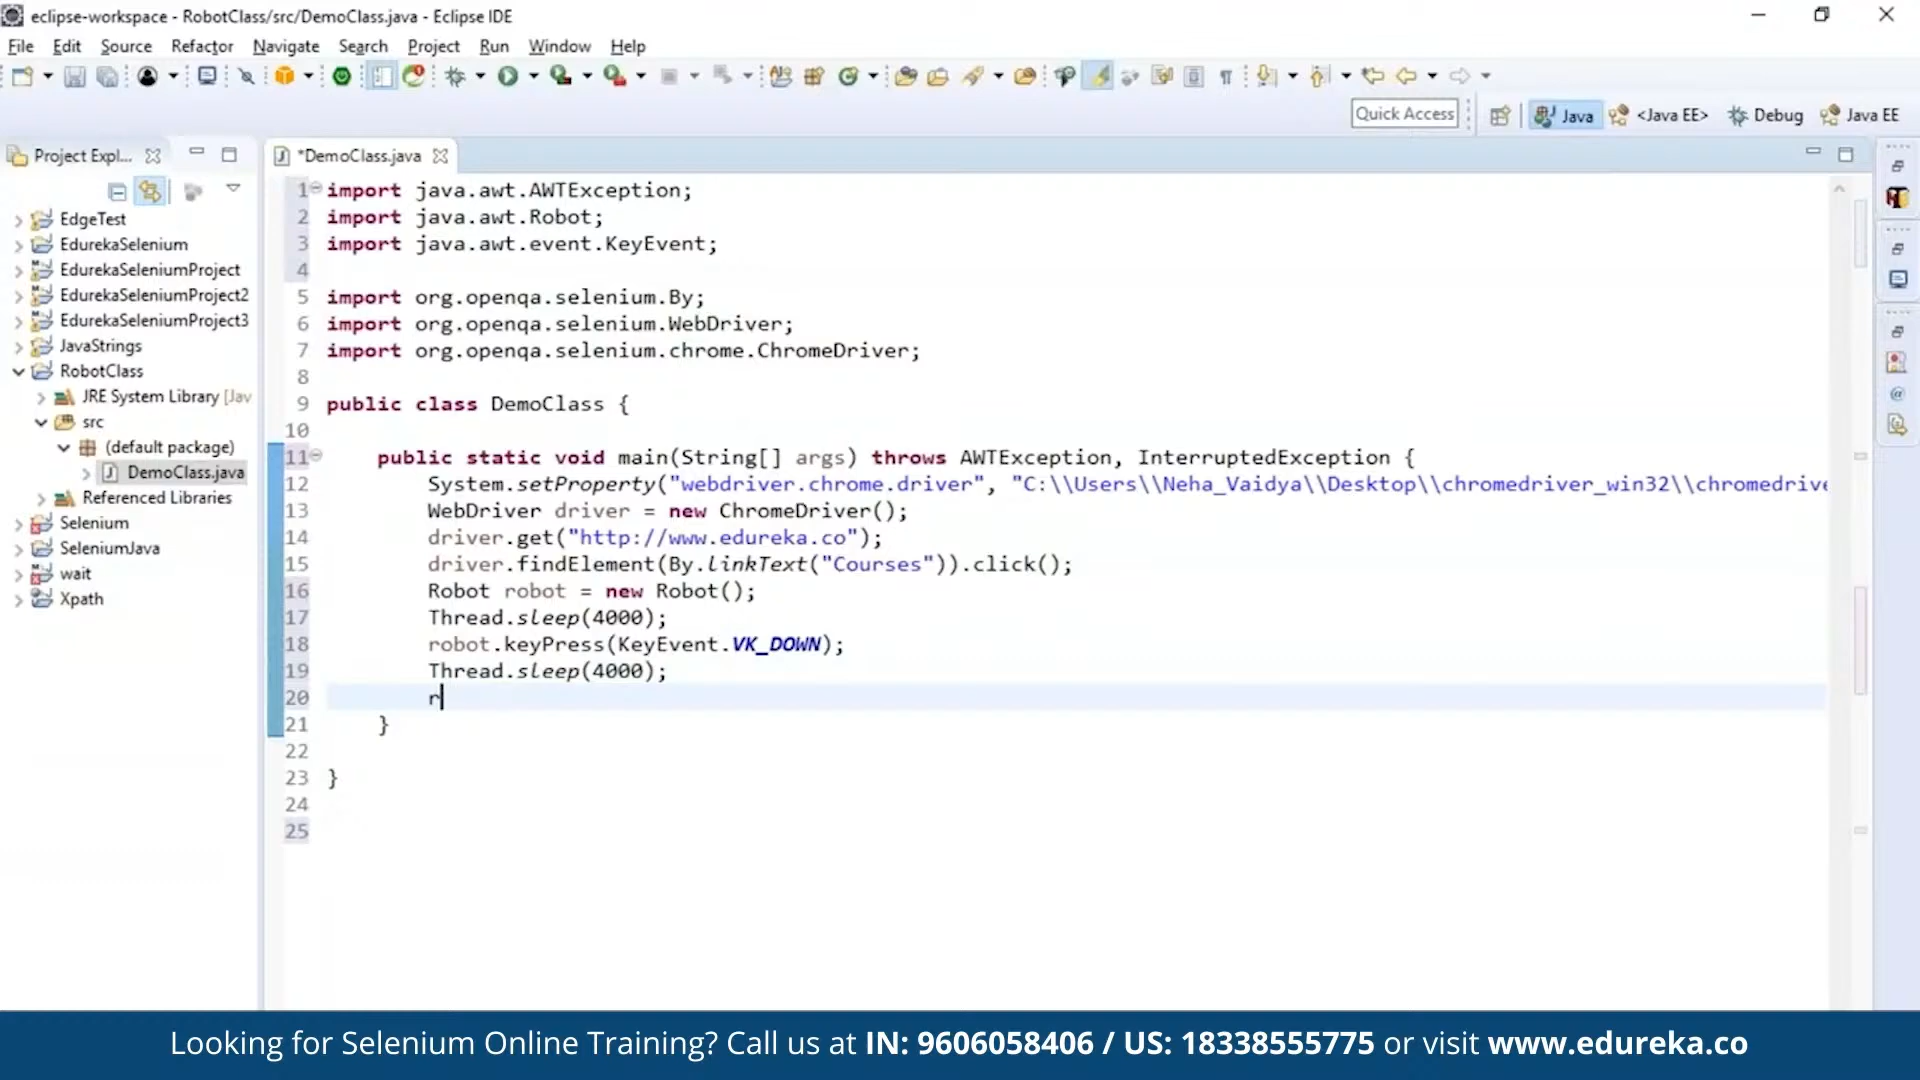 eclipse-workspace - RobotClass/src/DemoClass.java - Eclipse IDE
File Edit Source Refactor Navigate Search Project Run Window Help
Quick Access Java <Java EE> Debug Java EE
Project Expl...
EdgeTest
EdurekaSelenium
EdurekaSeleniumProject
EdurekaSeleniumProject2
EdurekaSeleniumProject3
JavaStrings
RobotClass
JRE System Library [Jav
src
(default package)
DemoClass.java
Referenced Libraries
Selenium
SeleniumJava
wait
Xpath
*DemoClass.java
1 import java.awt.AWTException;
2 import java.awt.Robot;
3 import java.awt.event.KeyEvent;
4
5 import org.openqa.selenium.By;
6 import org.openqa.selenium.WebDriver;
7 import org.openqa.selenium.chrome.ChromeDriver;
8
9 public class DemoClass {
10
11 public static void main(String[] args) throws AWTException, InterruptedException {
12 System.setProperty("webdriver.chrome.driver", "C:\\Users\\Neha_Vaidya\\Desktop\\chromedriver_win32\\chromedrive
13 WebDriver driver = new ChromeDriver();
14 driver.get("http://www.edureka.co");
15 driver.findElement(By.linkText("Courses")).click();
16 Robot robot = new Robot();
17 Thread.sleep(4000);
18 robot.keyPress(KeyEvent.VK_DOWN);
19 Thread.sleep(4000);
20 r
21 }
22
23 }
24
25
Looking for Selenium Online Training? Call us at IN: 9606058406 / US: 18338555775 or visit www.edureka.co